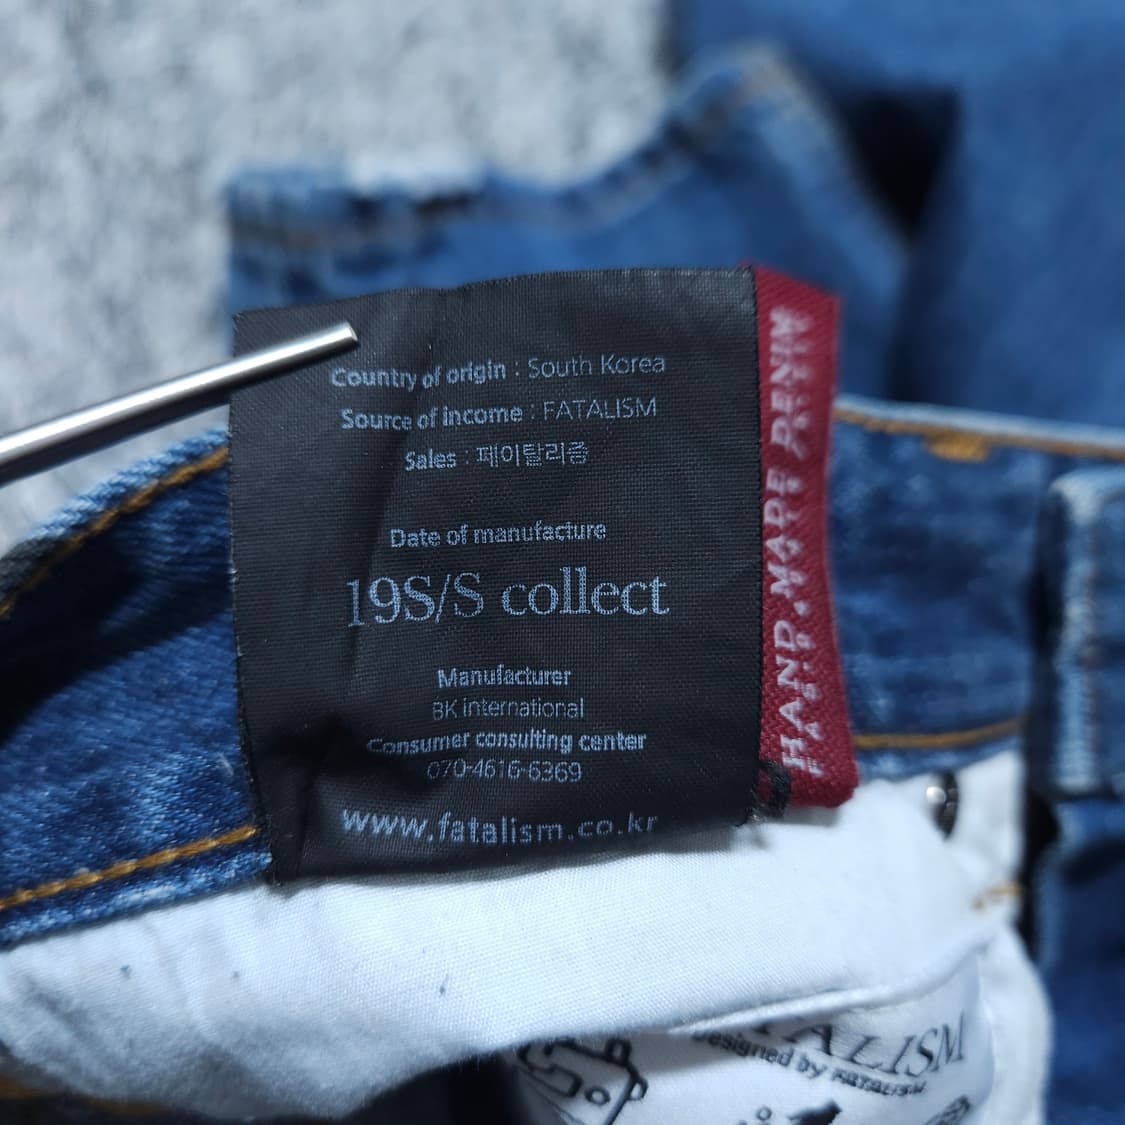 Country of origin : South Korea
Source of income : FATALISM
Sales : 페이탈리즘
Date of manufacture
19S/S collect
Manufacturer
BK international
Consumer consulting center
070-4616-6369
www.fatalism.co.kr
HAND.MADE DENIM
FATALISM
designed by FATALISM